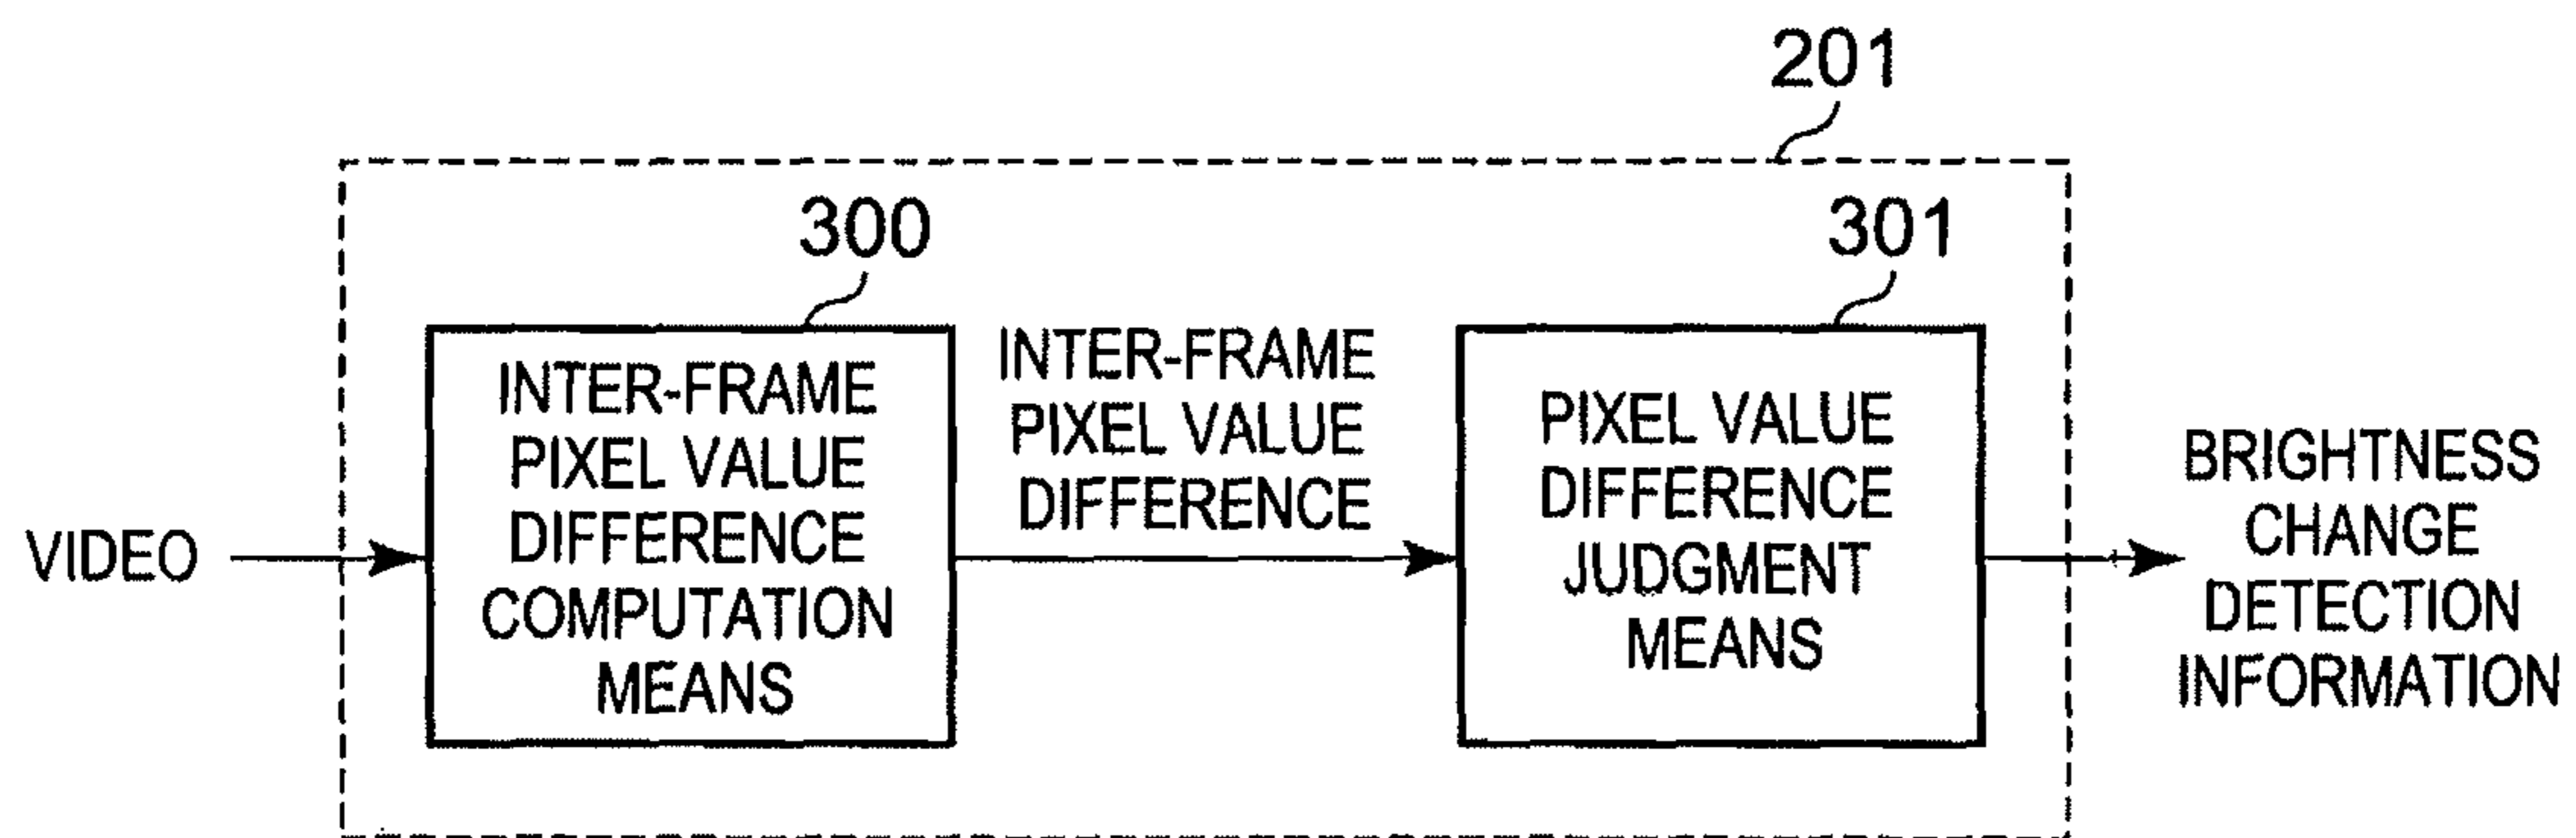 201
300
301
INTER-FRAME
PIXEL VALUE
DIFFERENCE
COMPUTATION
MEANS
INTER-FRAME
PIXEL VALUE
DIFFERENCE
PIXEL VALUE
DIFFERENCE
JUDGMENT
MEANS
VIDEO
BRIGHTNESS
CHANGE
DETECTION
INFORMATION